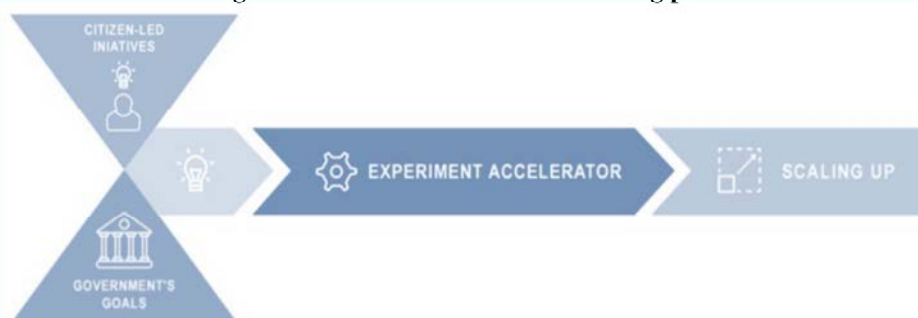 CITIZEN-LED
INIATIVES
EXPERIMENT ACCELERATOR
SCALING UP
GOVERNMENT'S
GOALS